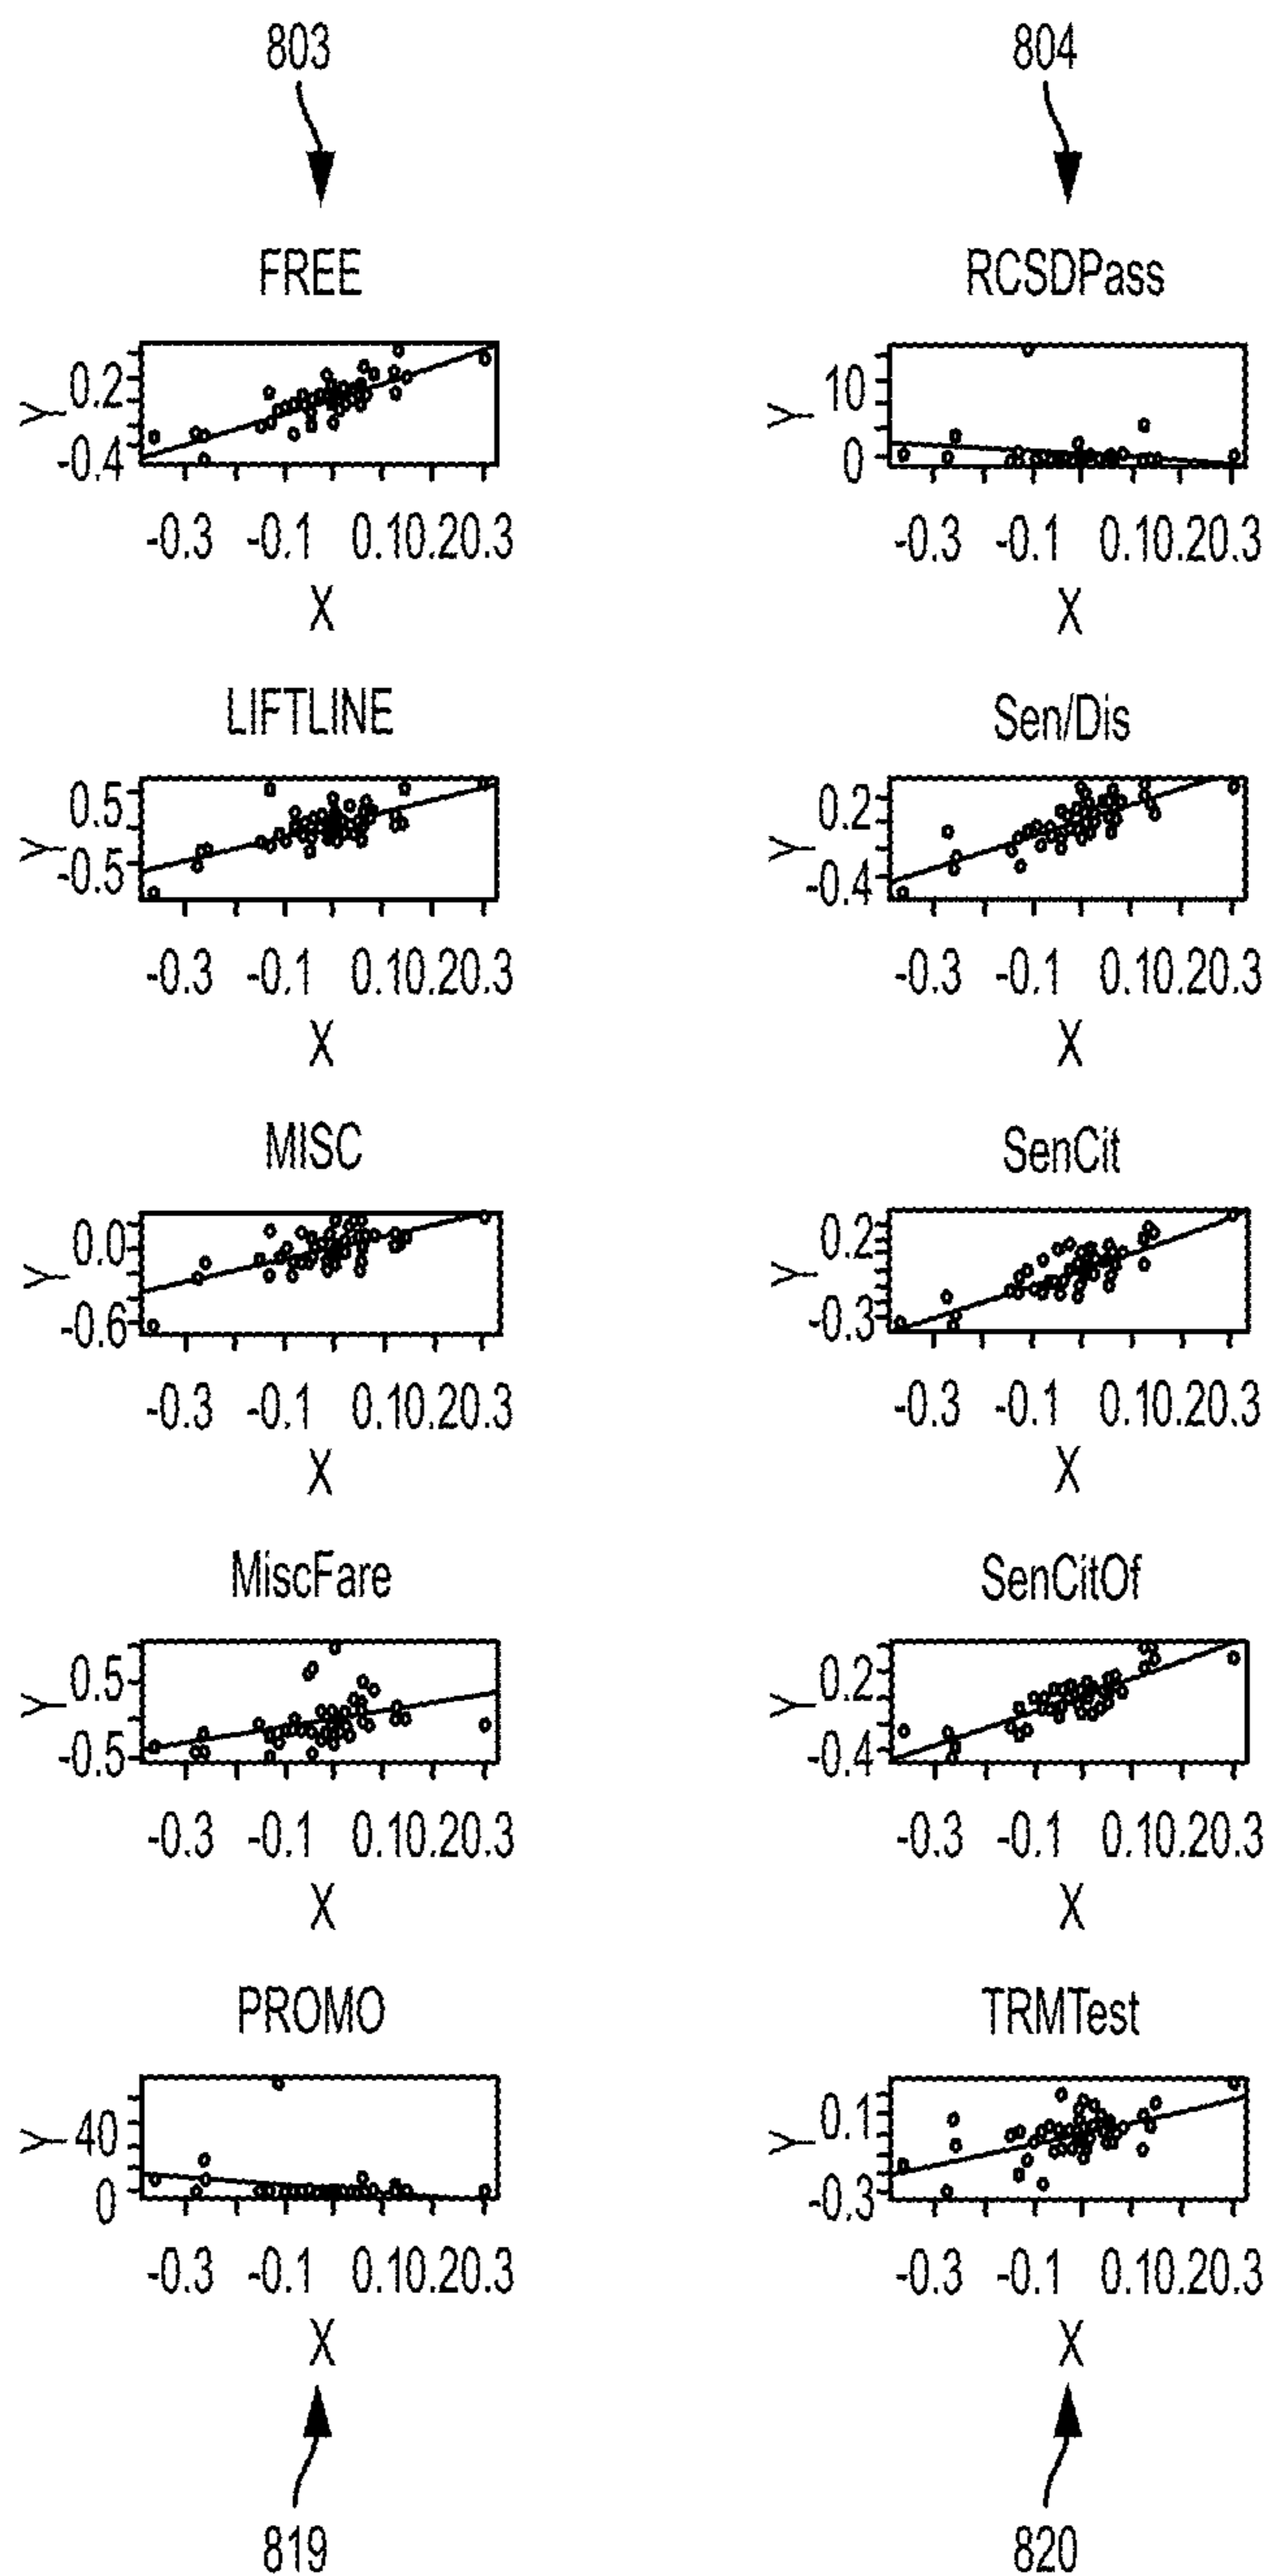 803 804
FREE RCSDPass
0.2 10
Y Y
-0.4 0
-0.3 -0.1 0.10.20.3 -0.3 -0.1 0.10.20.3
X X
LIFTLINE Sen/Dis
0.5 0.2
Y Y
-0.5 -0.4
-0.3 -0.1 0.10.20.3 -0.3 -0.1 0.10.20.3
X X
MISC SenCit
0.0 0.2
Y Y
-0.6 -0.3
-0.3 -0.1 0.10.20.3 -0.3 -0.1 0.10.20.3
X X
MiscFare SenCitOf
0.5 0.2
Y Y
-0.5 -0.4
-0.3 -0.1 0.10.20.3 -0.3 -0.1 0.10.20.3
X X
PROMO TRMTest
40 0.1
Y Y
0 -0.3
-0.3 -0.1 0.10.20.3 -0.3 -0.1 0.10.20.3
X X
819 820